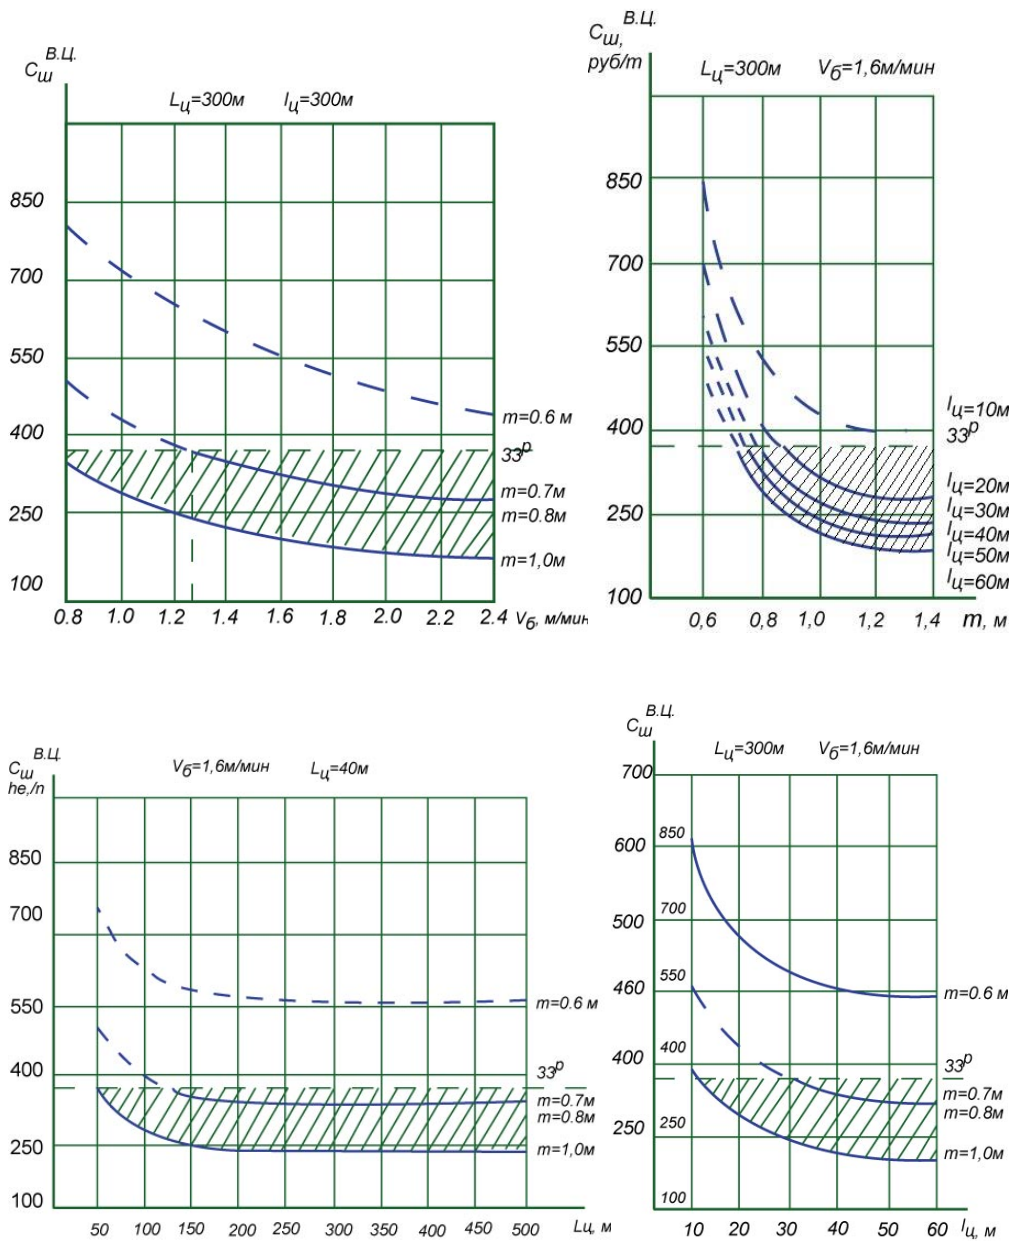 Сш В.Ц.
Lц=300м lц=300м
850
700
550
400
250
100
0.8 1.0 1.2 1.4 1.6 1.8 2.0 2.2 2.4 Vб, м/мин
m=0.6 м
33р
m=0.7м
m=0.8м
m=1,0м
Сш, В.Ц.
руб/т
Lц=300м Vб=1,6м/мин
850
700
550
400
250
100
0,6 0,8 1,0 1,2 1,4 m, м
lц=10м
33р
lц=20м
lц=30м
lц=40м
lц=50м
lц=60м
Сш В.Ц.
he,/n
Vб=1,6м/мин Lц=40м
850
700
550
400
250
100
50 100 150 200 250 300 350 400 450 500 Lц, м
m=0.6 м
33р
m=0.7м
m=0.8м
m=1,0м
Сш В.Ц.
Lц=300м Vб=1,6м/мин
700
600 850
500 700
460 550
400 400
250 250
100
10 20 30 40 50 60 lц, м
m=0.6 м
33р
m=0.7м
m=0.8м
m=1,0м